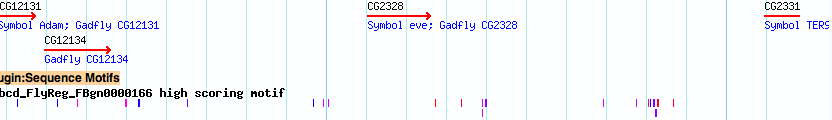 CG12131 CG2328 CG2331
Symbol Adam; Gadfly CG12131 Symbol eve; Gadfly CG2328 Symbol TERS
CG12134
Gadfly CG12134
ugin:Sequence Motifs
bcd_FlyReg_FBgn0000166 high scoring motif